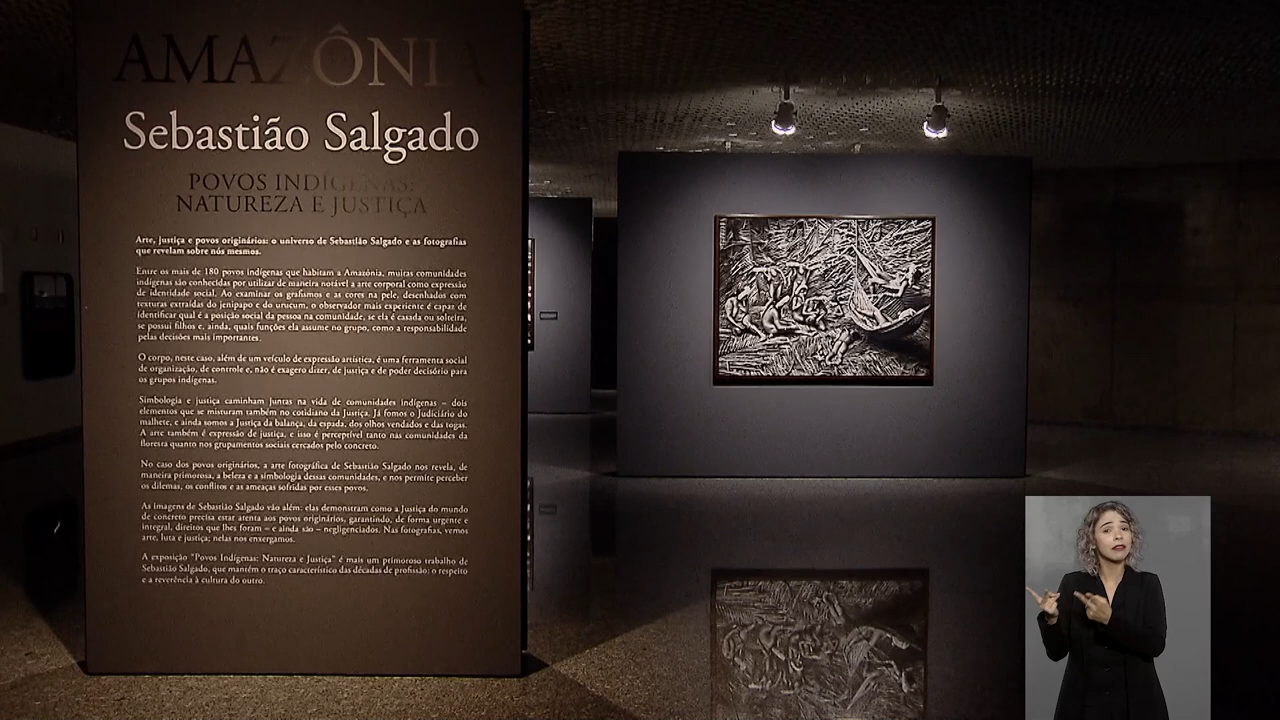 AMAZÔNIA
Sebastião Salgado
POVOS INDÍGENAS:
NATUREZA E JUSTIÇA
Arte, justiça e povos originários: o universo de Sebastião Salgado e as fotografias
que revelam sobre nós mesmos.
Entre os mais de 180 povos indígenas que habitam a Amazônia, muitas comunidades
indígenas são conhecidas por utilizar de maneira notável a arte corporal como expressão
de identidade social. Ao examinar os grafismos e as cores na pele, desenhados com
texturas extraídas do jenipapo e do urucum, o observador mais experiente é capaz de
identificar qual é a posição social da pessoa na comunidade, se ela é casada ou solteira,
se possui filhos e, ainda, quais funções ela assume no grupo, como a responsabilidade
pelas decisões mais importantes.
O corpo, neste caso, além de um veículo de expressão artística, é uma ferramenta social
de organização, de controle e, não é exagero dizer, de justiça e de poder decisório para
os grupos indígenas.
Simbologia e justiça caminham juntas na vida de comunidades indígenas – dois
elementos que se misturam também no cotidiano da Justiça. Já fomos o Judiciário do
malhete, e ainda somos a Justiça da balança, da espada, dos olhos vendados e das togas.
A arte também é expressão de justiça, e isso é perceptível tanto nas comunidades da
floresta quanto nos grupamentos sociais cercados pelo concreto.
No caso dos povos originários, a arte fotográfica de Sebastião Salgado nos revela, de
maneira primorosa, a beleza e a simbologia dessas comunidades, e nos permite perceber
os dilemas, os conflitos e as ameaças sofridas por esses povos.
As imagens de Sebastião Salgado vão além: elas demonstram como a Justiça do mundo
de concreto precisa estar atenta aos povos originários, garantindo, de forma urgente e
integral, direitos que lhes foram – e ainda são – negligenciados. Nas fotografias, vemos
arte, luta e justiça; nelas nos enxergamos.
A exposição "Povos Indígenas: Natureza e Justiça" é mais um primoroso trabalho de
Sebastião Salgado, que mantém o traço característico das décadas de profissão: o respeito
e a reverência à cultura do outro.